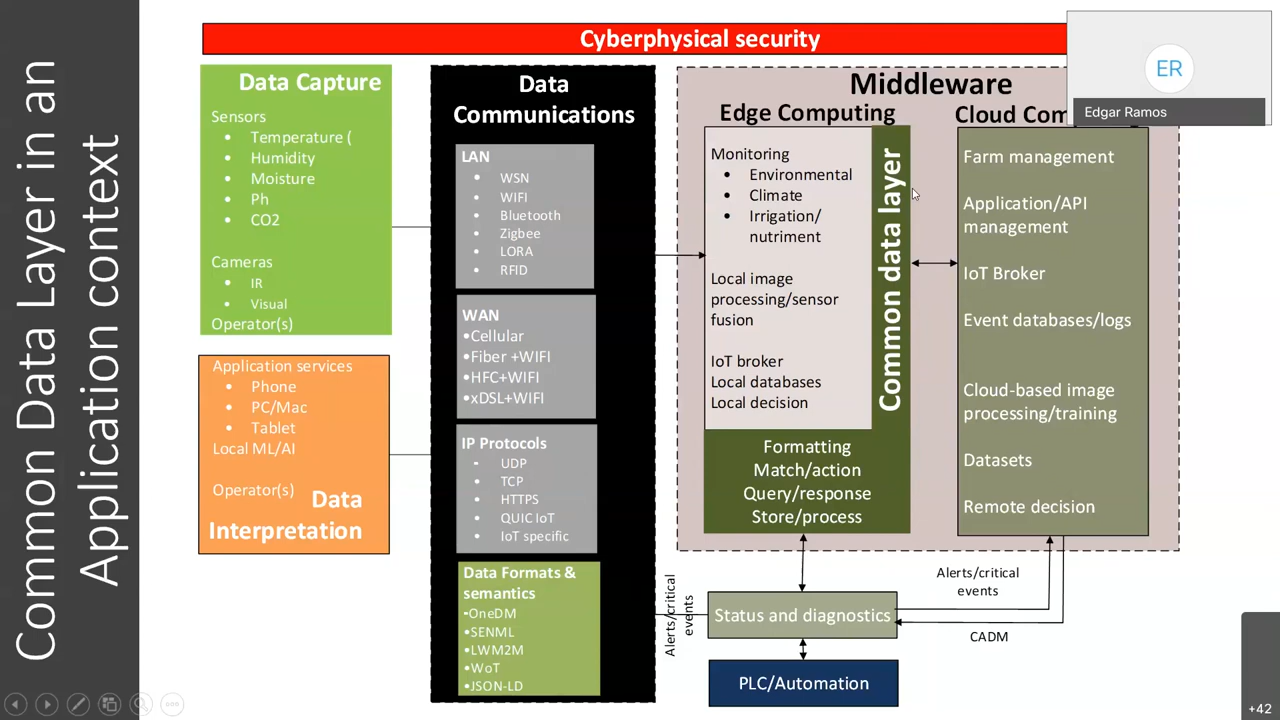 Common Data Layer in an
Application context
Cyberphysical security
Data Capture
Sensors
• Temperature (
• Humidity
• Moisture
• Ph
• CO2
Cameras
• IR
• Visual
Operator(s)
Application services
• Phone
• PC/Mac
• Tablet
Local ML/AI
Operator(s)
Data
Interpretation
Data
Communications
LAN
• WSN
• WIFI
• Bluetooth
• Zigbee
• LORA
• RFID
WAN
•Cellular
•Fiber +WIFI
•HFC+WIFI
•xDSL+WIFI
IP Protocols
• UDP
• TCP
• HTTPS
• QUIC IoT
• IoT specific
Data Formats &
semantics
•OneDM
•SENML
•LWM2M
•WoT
•JSON-LD
Middleware
Edge Computing
Monitoring
• Environmental
• Climate
• Irrigation/
nutriment
Local image
processing/sensor
fusion
IoT broker
Local databases
Local decision
Common data layer
Formatting
Match/action
Query/response
Store/process
Cloud Com
Farm management
Application/API
management
IoT Broker
Event databases/logs
Cloud-based image
processing/training
Datasets
Remote decision
Alerts/critical
events
Status and diagnostics
Alerts/critical
events
CADM
PLC/Automation
ER
Edgar Ramos
+42